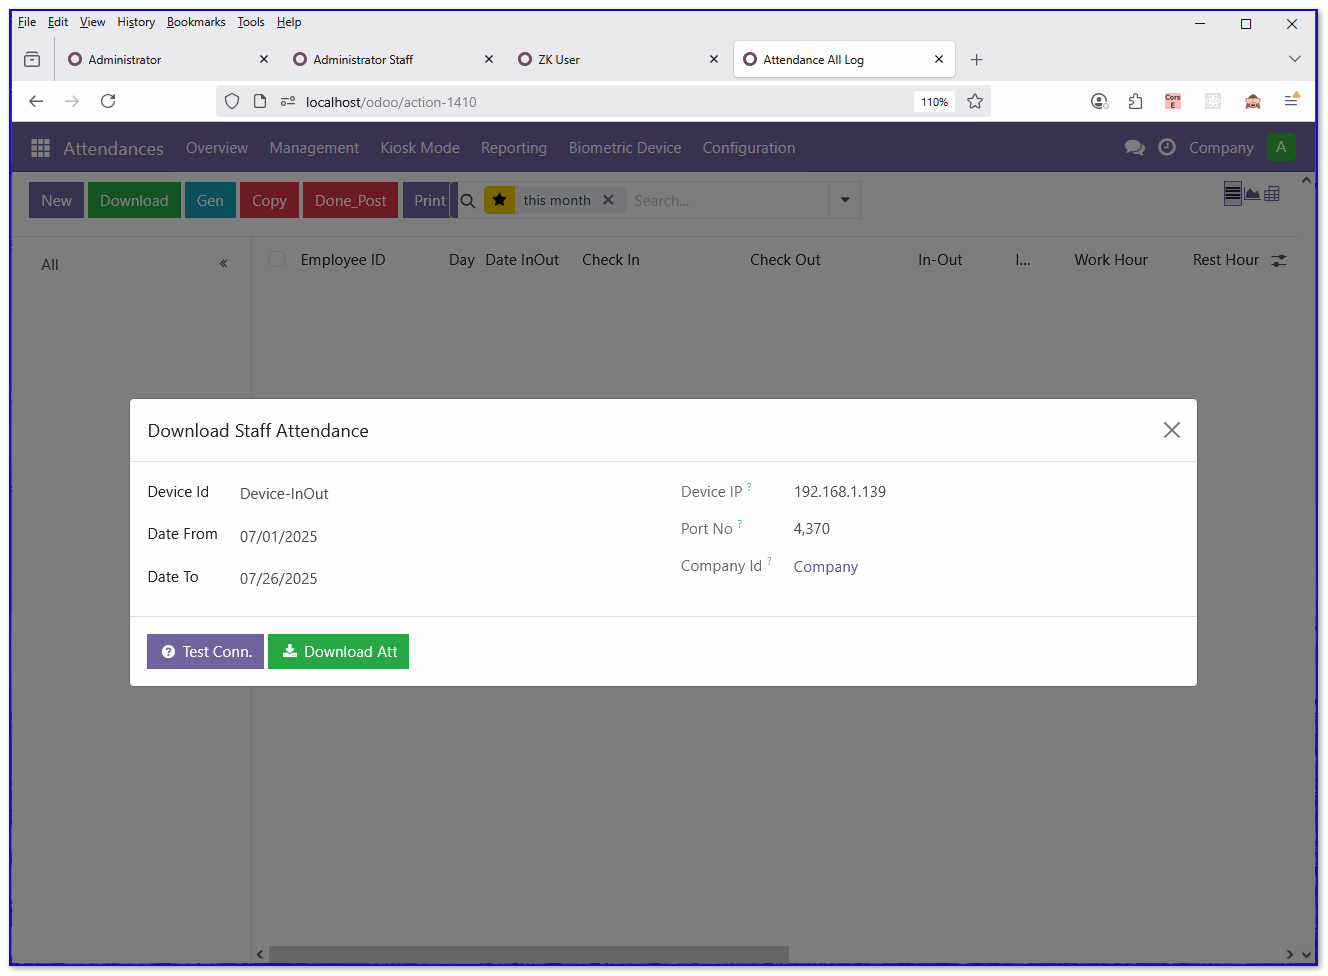 File Edit View History Bookmarks Tools Help
Administrator Administrator Staff ZK User Attendance All Log
localhost/odoo/action-1410 110% Cors E
Attendances Overview Management Kiosk Mode Reporting Biometric Device Configuration Company A
New Download Gen Copy Done_Post Print this month Search...
All « Employee ID Day Date InOut Check In Check Out In-Out I... Work Hour Rest Hour
Download Staff Attendance
Device Id Device-InOut Device IP ? 192.168.1.139
Date From 07/01/2025 Port No ? 4,370
Date To 07/26/2025 Company Id ? Company
Test Conn. Download Att